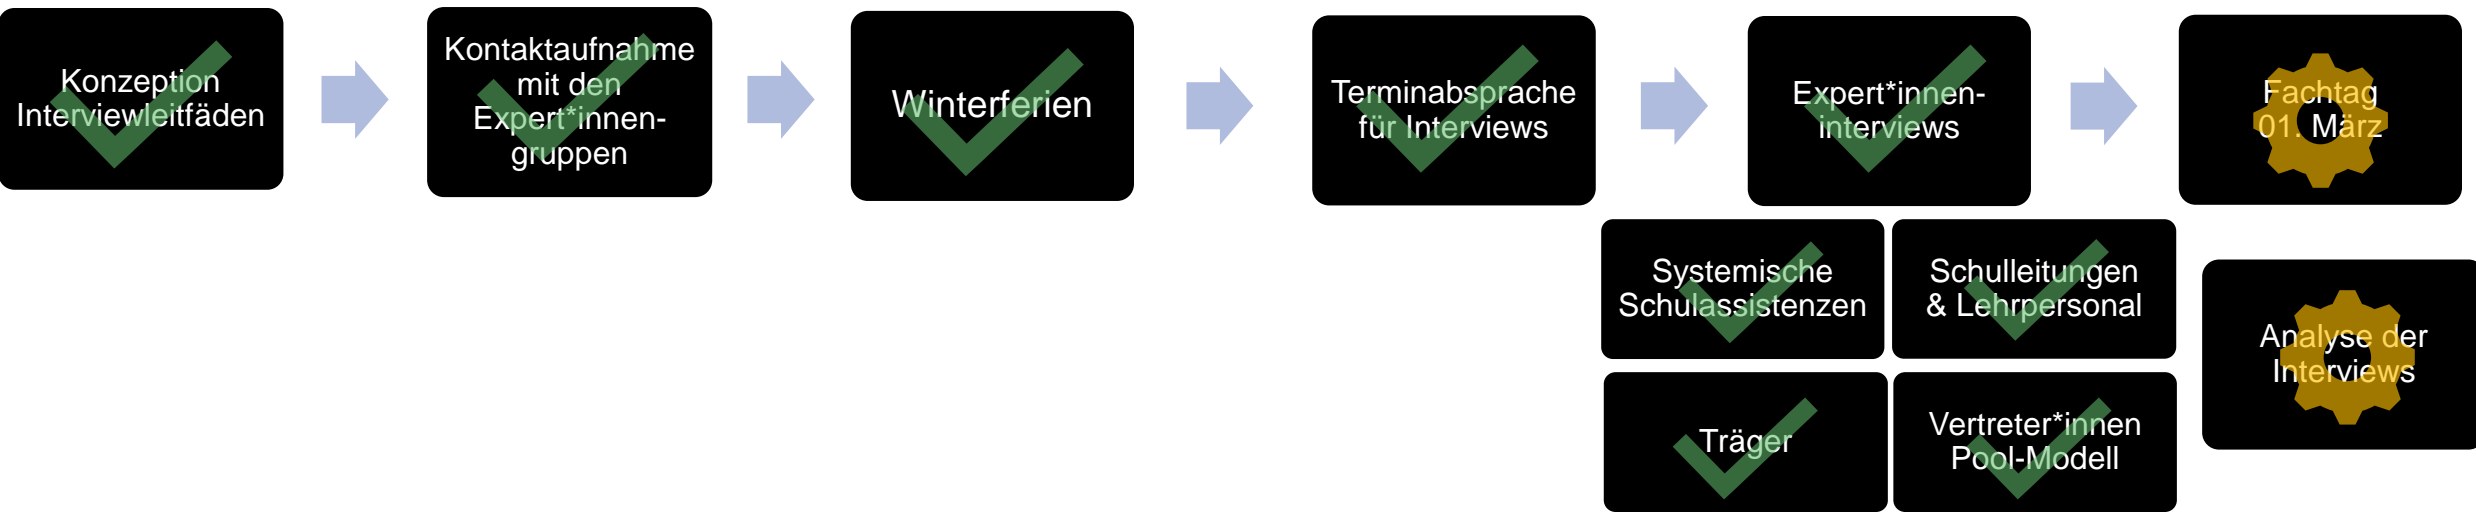 Konzeption
Interviewleitfäden
Kontaktaufnahme
mit den
Expert*innen-
gruppen
Winterferien
Terminabsprache
für Interviews
Expert*innen-
interviews
Fachtag
01. März
Systemische
Schulassistenzen
Schulleitungen
& Lehrpersonal
Träger
Vertreter*innen
Pool-Modell
Analyse der
Interviews